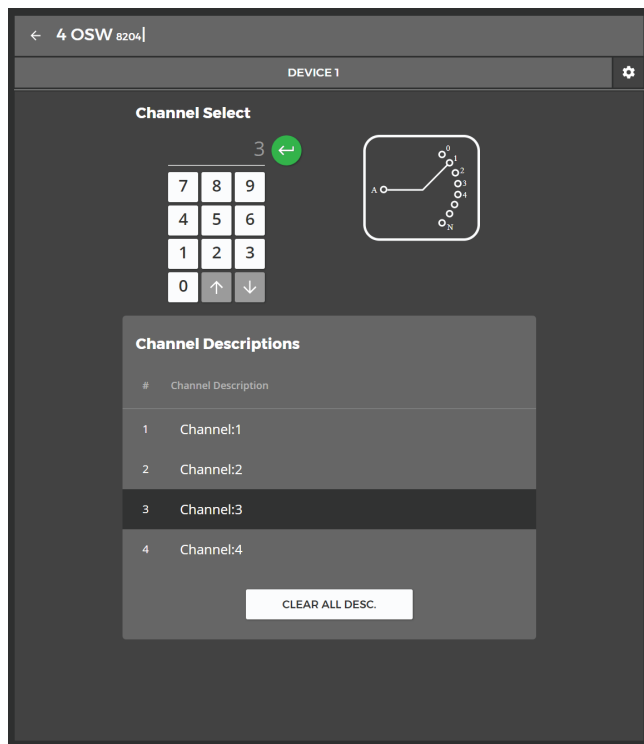 ← 4 OSW 8204|
DEVICE 1
Channel Select
3
7 8 9
4 5 6
1 2 3
0 ↑ ↓
0
1
2
3
4
A
N
Channel Descriptions
# Channel Description
1 Channel:1
2 Channel:2
3 Channel:3
4 Channel:4
CLEAR ALL DESC.